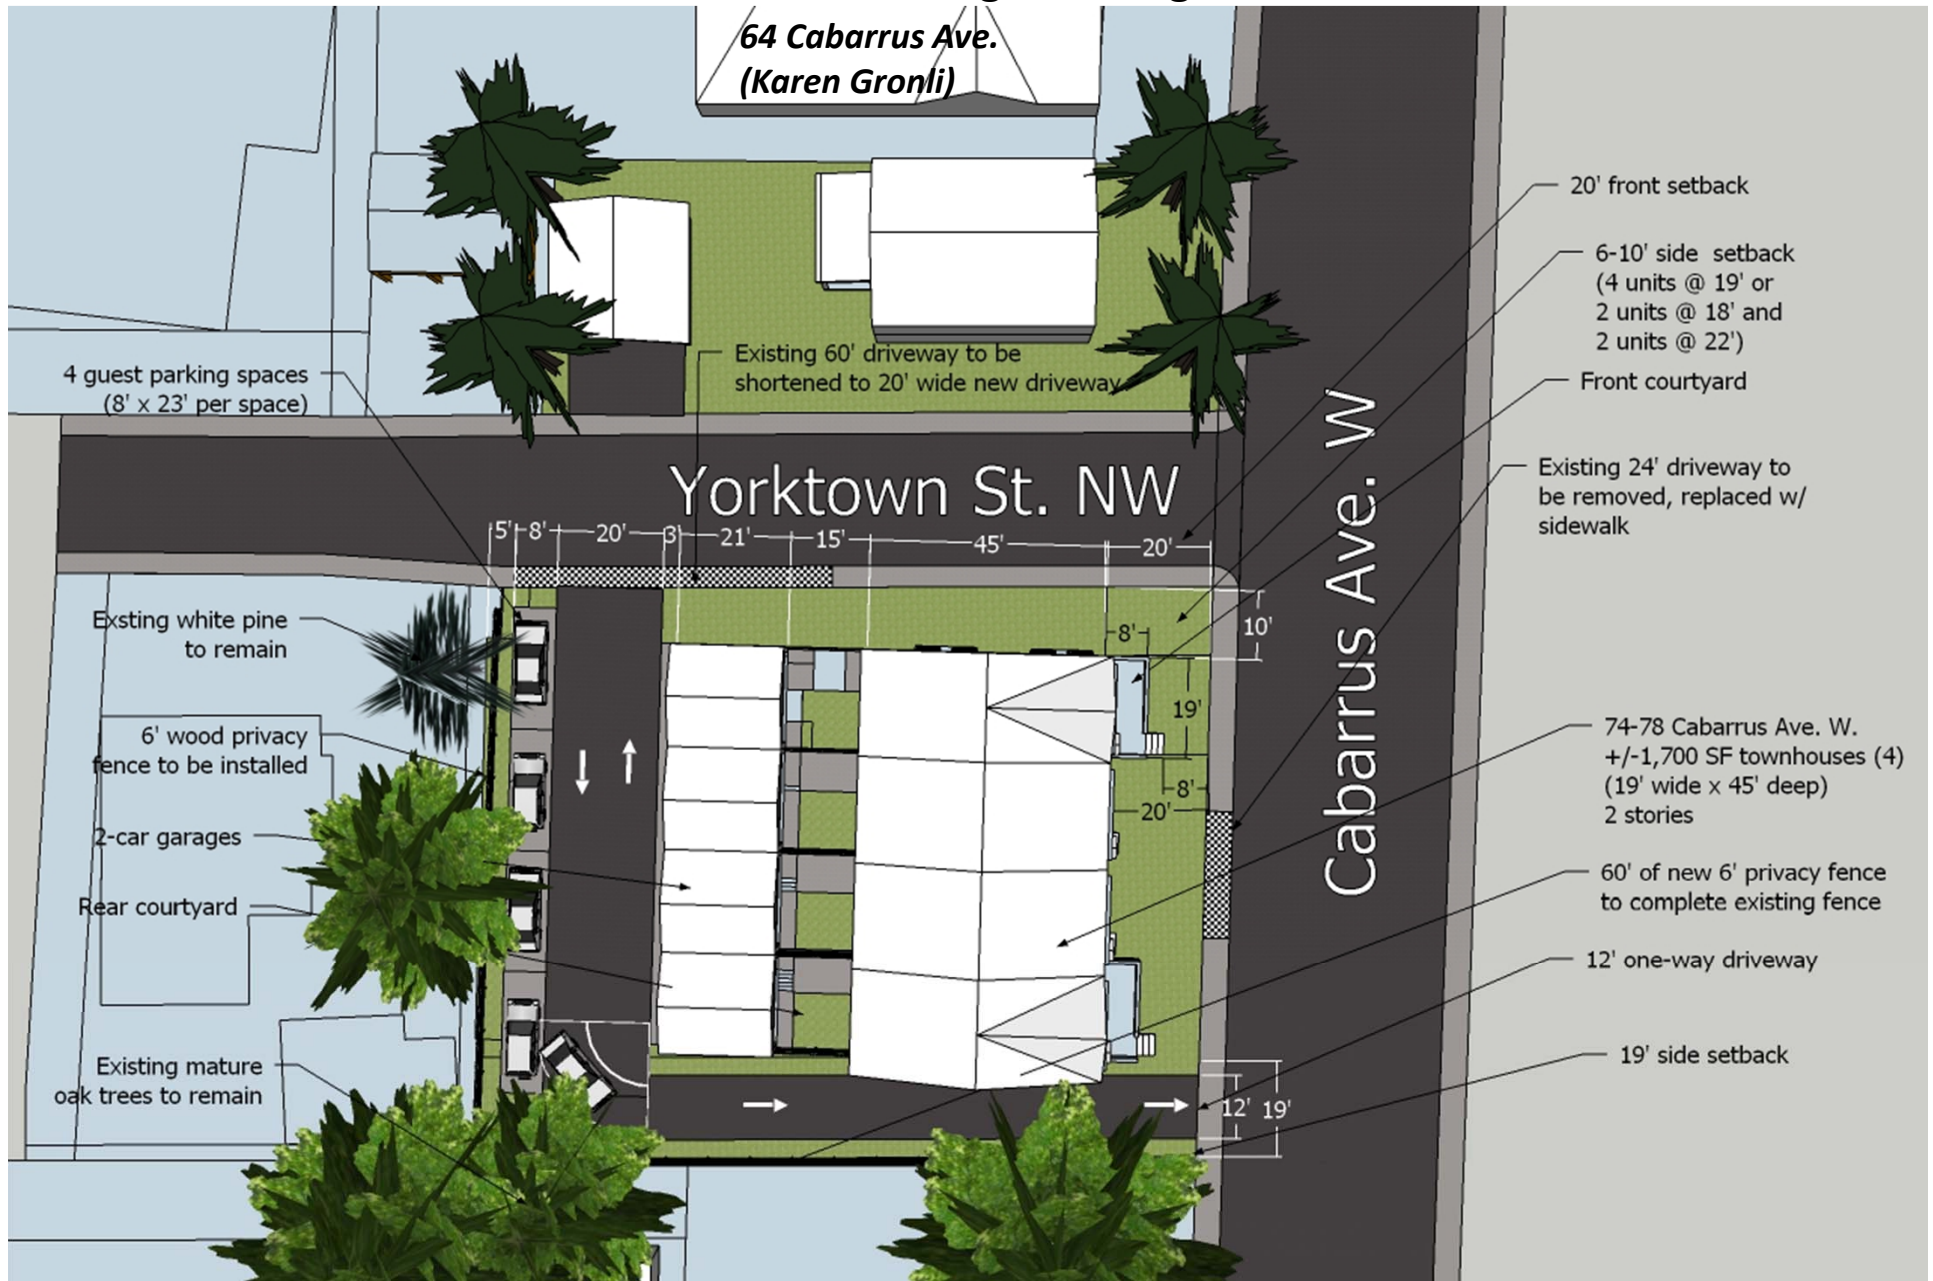 64 Cabarrus Ave.
(Karen Gronli)
20' front setback
6-10' side setback
(4 units @ 19' or
2 units @ 18' and
2 units @ 22')
Front courtyard
Existing 24' driveway to
be removed, replaced w/
sidewalk
4 guest parking spaces
(8' x 23' per space)
Existing 60' driveway to be
shortened to 20' wide new driveway
Yorktown St. NW
Cabarrus Ave. W
5' 8' 20' 3' 21' 15' 45' 20'
10'
8'
19'
8'
20'
Exsting white pine
to remain
6' wood privacy
fence to be installed
2-car garages
Rear courtyard
Existing mature
oak trees to remain
74-78 Cabarrus Ave. W.
+/-1,700 SF townhouses (4)
(19' wide x 45' deep)
2 stories
60' of new 6' privacy fence
to complete existing fence
12' one-way driveway
19' side setback
12' 19'